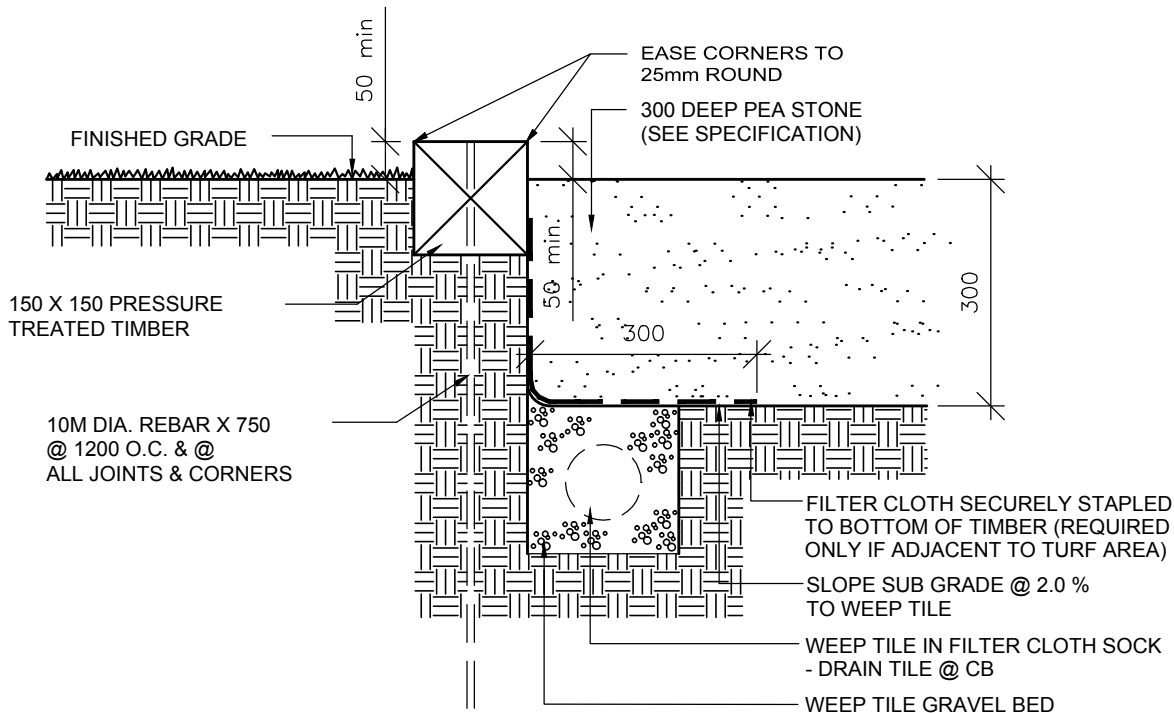 50 min
EASE CORNERS TO
25mm ROUND
300 DEEP PEA STONE
(SEE SPECIFICATION)
FINISHED GRADE
50 min.
300
300
150 X 150 PRESSURE
TREATED TIMBER
10M DIA. REBAR X 750
@ 1200 O.C. & @
ALL JOINTS & CORNERS
FILTER CLOTH SECURELY STAPLED
TO BOTTOM OF TIMBER (REQUIRED
ONLY IF ADJACENT TO TURF AREA)
SLOPE SUB GRADE @ 2.0 %
TO WEEP TILE
WEEP TILE IN FILTER CLOTH SOCK
- DRAIN TILE @ CB
WEEP TILE GRAVEL BED